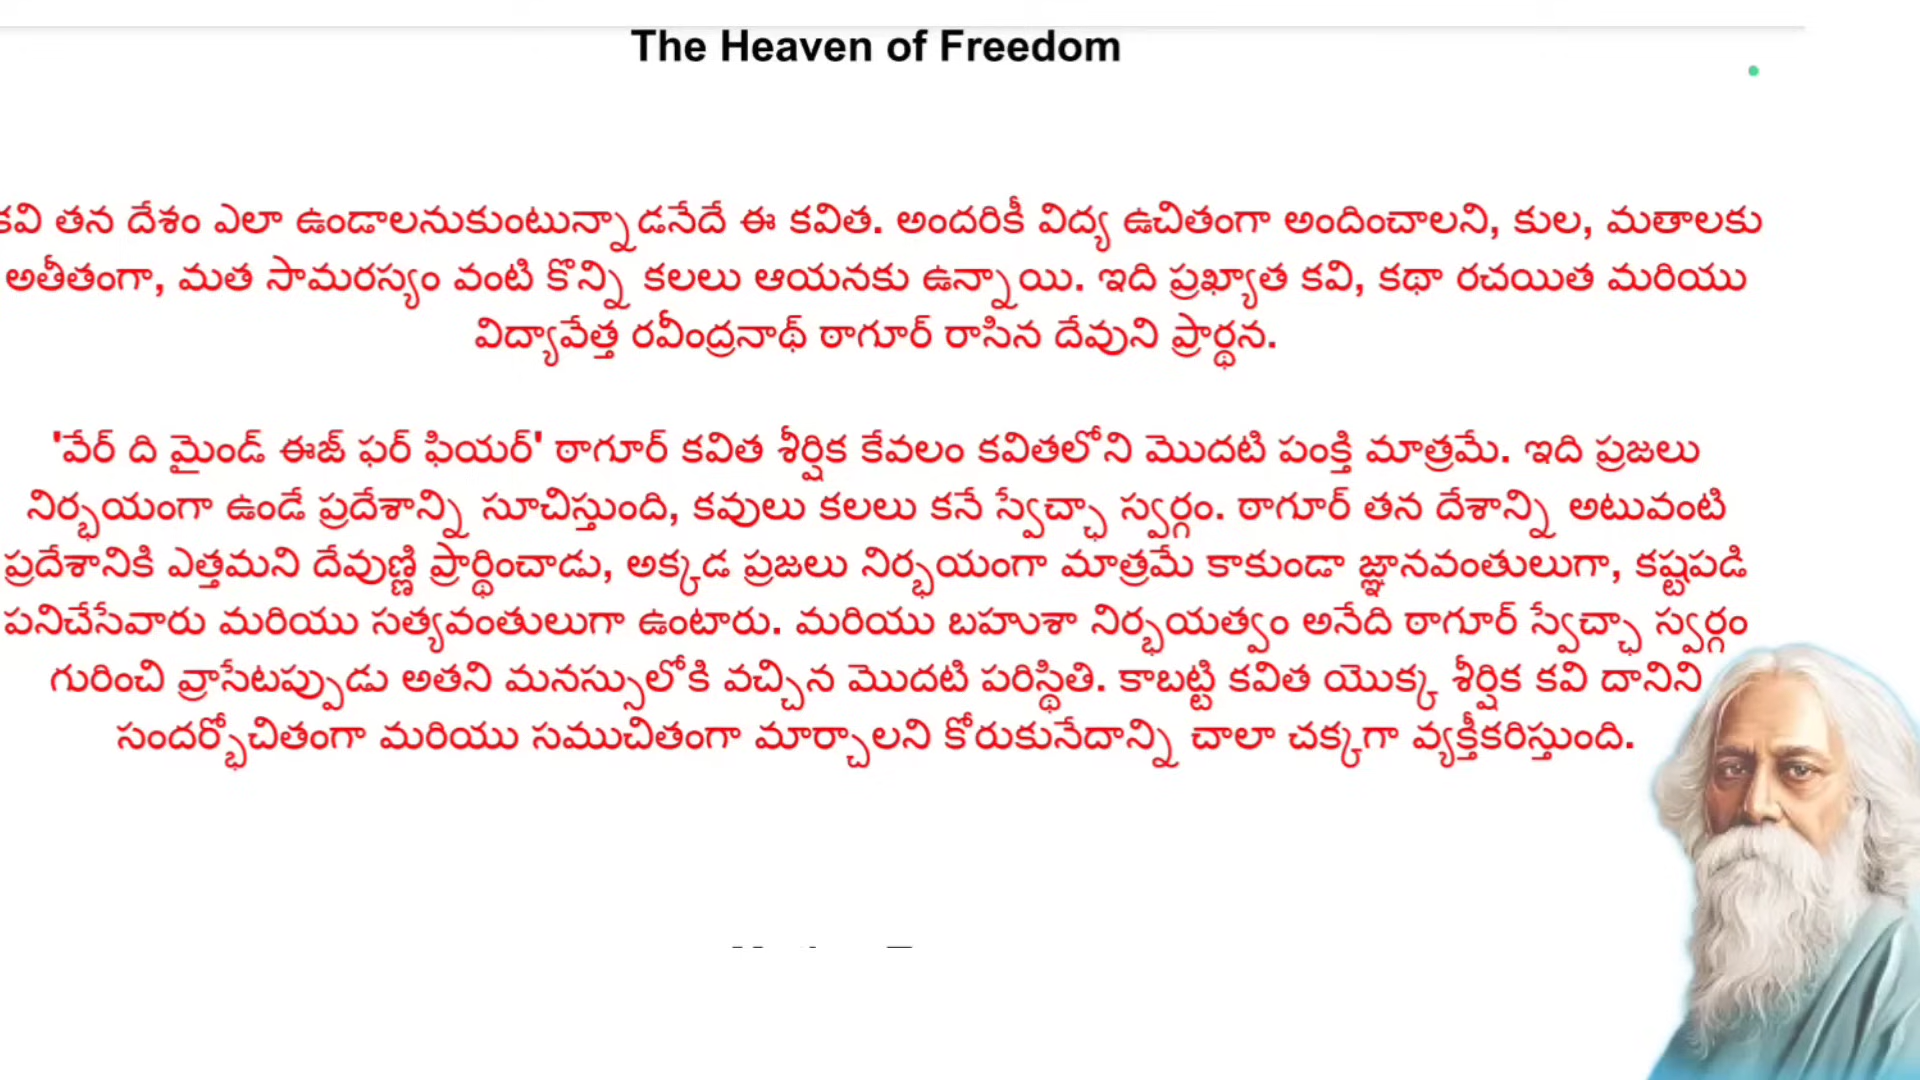 The Heaven of Freedom
కవి తన దేశం ఎలా ఉండాలనుకుంటున్నాడనేదే ఈ కవిత. అందరికీ విద్య ఉచితంగా అందించాలని, కుల, మతాలకు
అతీతంగా, మత సామరస్యం వంటి కొన్ని కలలు ఆయనకు ఉన్నాయి. ఇది ప్రఖ్యాత కవి, కథా రచయిత మరియు
విద్యావేత్త రవీంద్రనాథ్ ఠాగూర్ రాసిన దేవుని ప్రార్థన.
'వేర్ ది మైండ్ ఈజ్ ఫర్ ఫియర్' ఠాగూర్ కవిత శీర్షిక కేవలం కవితలోని మొదటి పంక్తి మాత్రమే. ఇది ప్రజలు
నిర్భయంగా ఉండే ప్రదేశాన్ని సూచిస్తుంది, కవులు కలలు కనే స్వేచ్ఛా స్వర్గం. ఠాగూర్ తన దేశాన్ని అటువంటి
ప్రదేశానికి ఎత్తమని దేవుణ్ణి ప్రార్థించాడు, అక్కడ ప్రజలు నిర్భయంగా మాత్రమే కాకుండా జ్ఞానవంతులుగా, కష్టపడి
పనిచేసేవారు మరియు సత్యవంతులుగా ఉంటారు. మరియు బహుశా నిర్భయత్వం అనేది ఠాగూర్ స్వేచ్ఛా స్వర్గం
గురించి వ్రాసేటప్పుడు అతని మనస్సులోకి వచ్చిన మొదటి పరిస్థితి. కాబట్టి కవిత యొక్క శీర్షిక కవి దానిని
సందర్భోచితంగా మరియు సముచితంగా మార్చాలని కోరుకునేదాన్ని చాలా చక్కగా వ్యక్తీకరిస్తుంది.